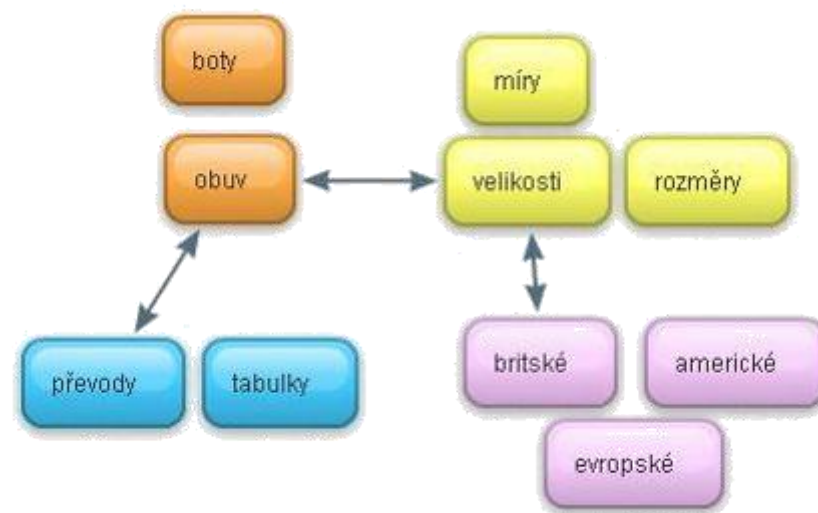 boty
míry
obuv
velikosti
rozměry
převody
tabulky
britské
americké
evropské